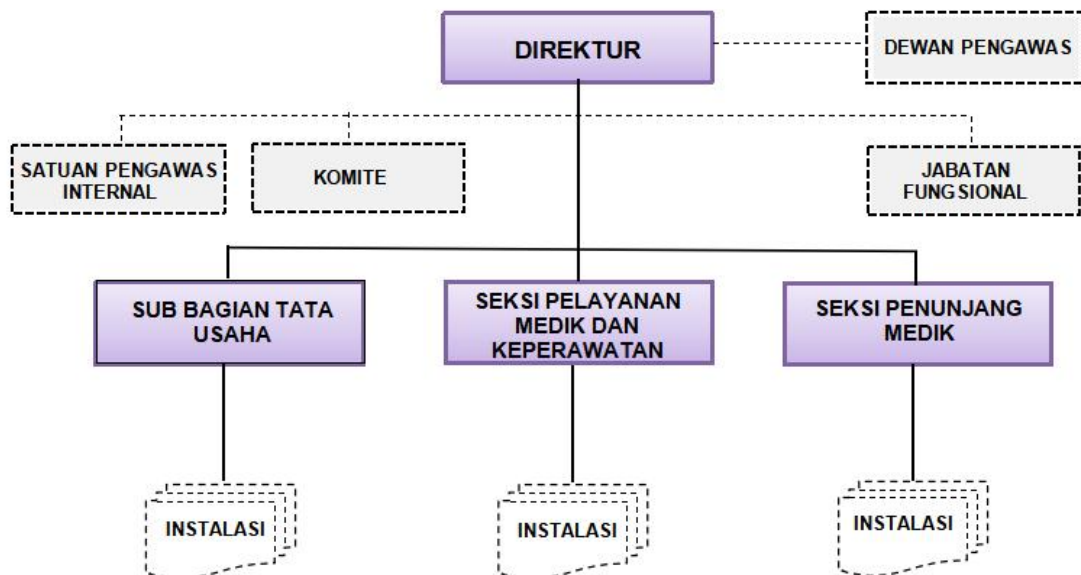 DIREKTUR
DEWAN PENGAWAS
SATUAN PENGAWAS
INTERNAL
KOMITE
JABATAN
FUNGSIONAL
SUB BAGIAN TATA
USAHA
SEKSI PELAYANAN
MEDIK DAN
KEPERAWATAN
SEKSI PENUNJANG
MEDIK
INSTALASI
INSTALASI
INSTALASI